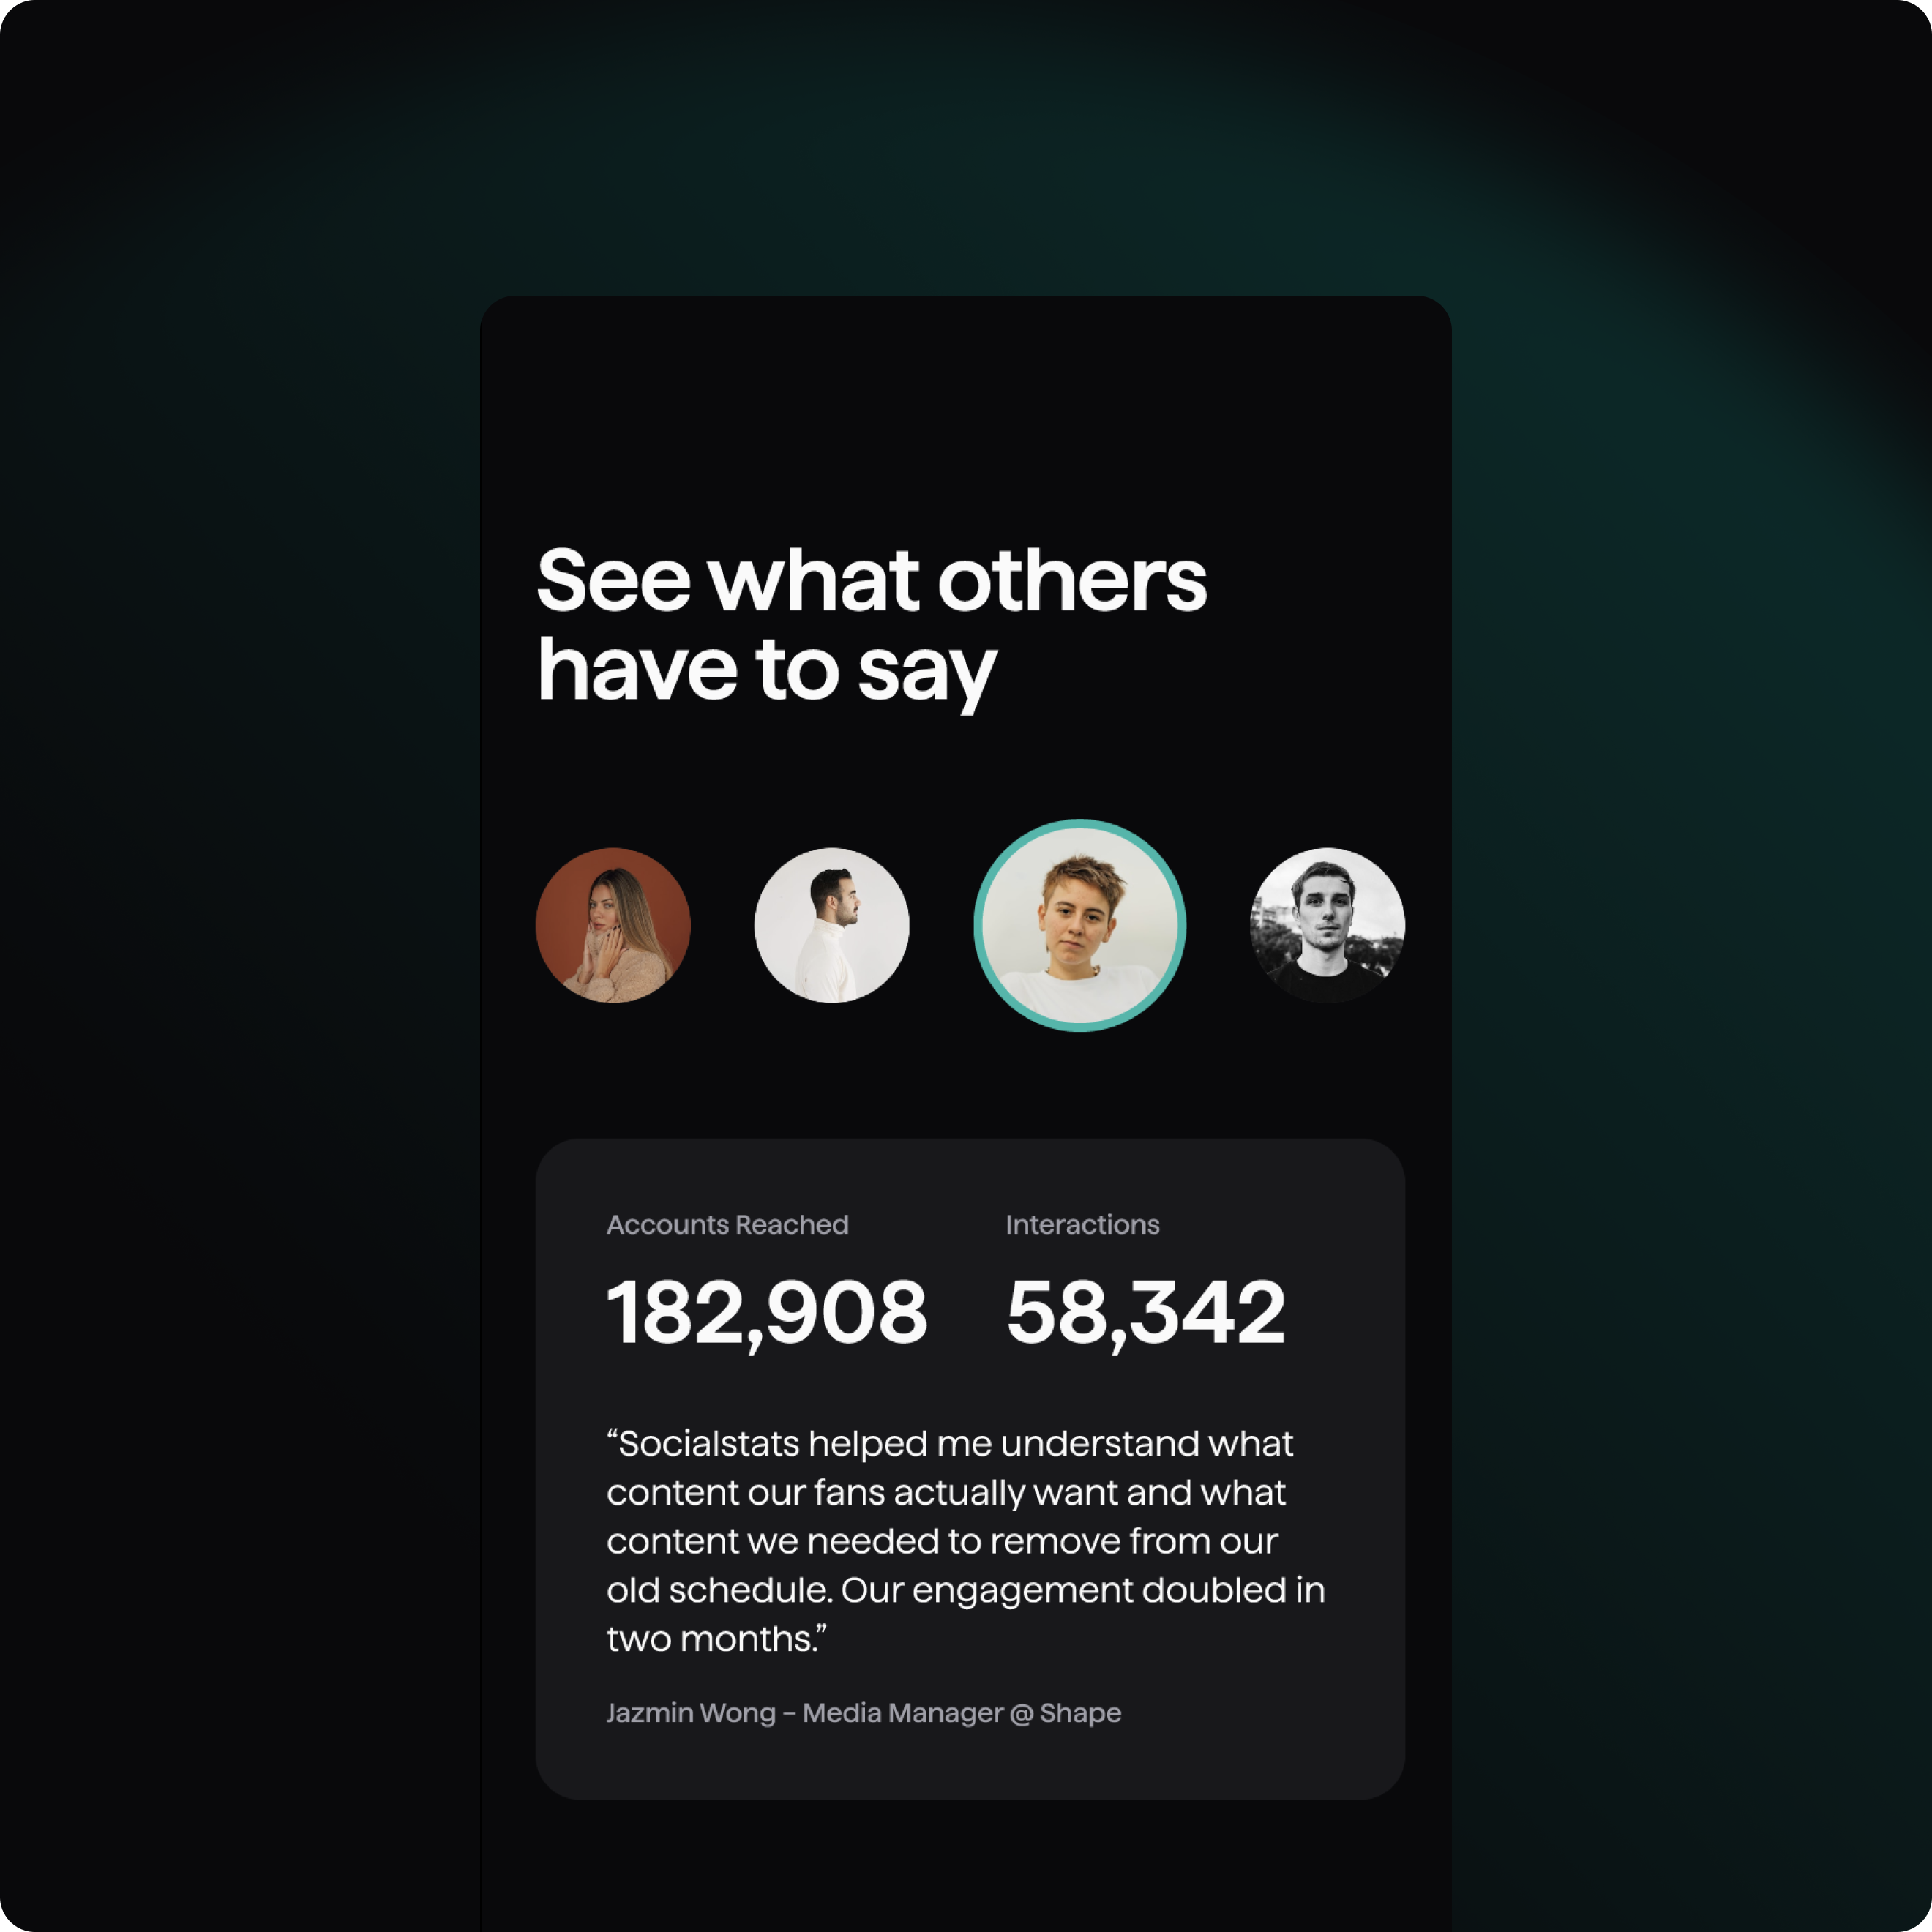 See what others
have to say
Accounts Reached
Interactions
182,908
58,342
“Socialstats helped me understand what
content our fans actually want and what
content we needed to remove from our
old schedule. Our engagement doubled in
two months.”
Jazmin Wong – Media Manager @ Shape